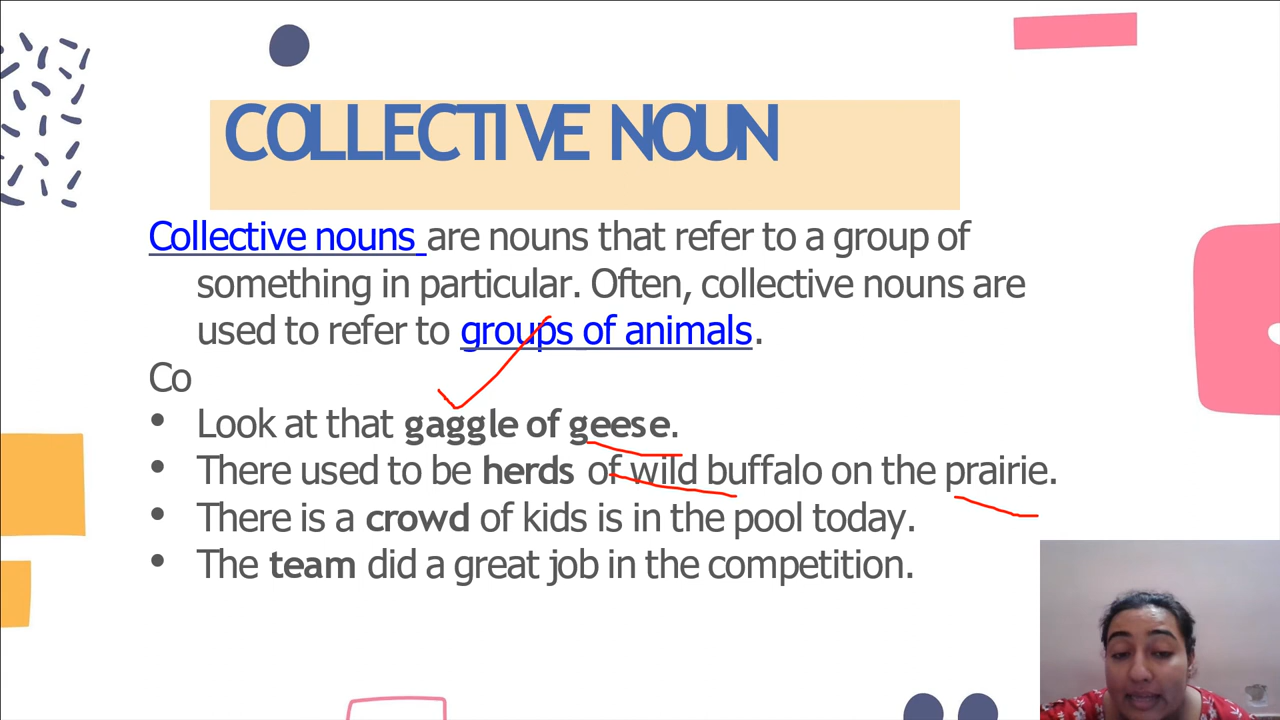 COLLECTIVE NOUN
Collective nouns are nouns that refer to a group of
something in particular. Often, collective nouns are
used to refer to groups of animals.
Co
• Look at that gaggle of geese.
• There used to be herds of wild buffalo on the prairie.
• There is a crowd of kids is in the pool today.
• The team did a great job in the competition.